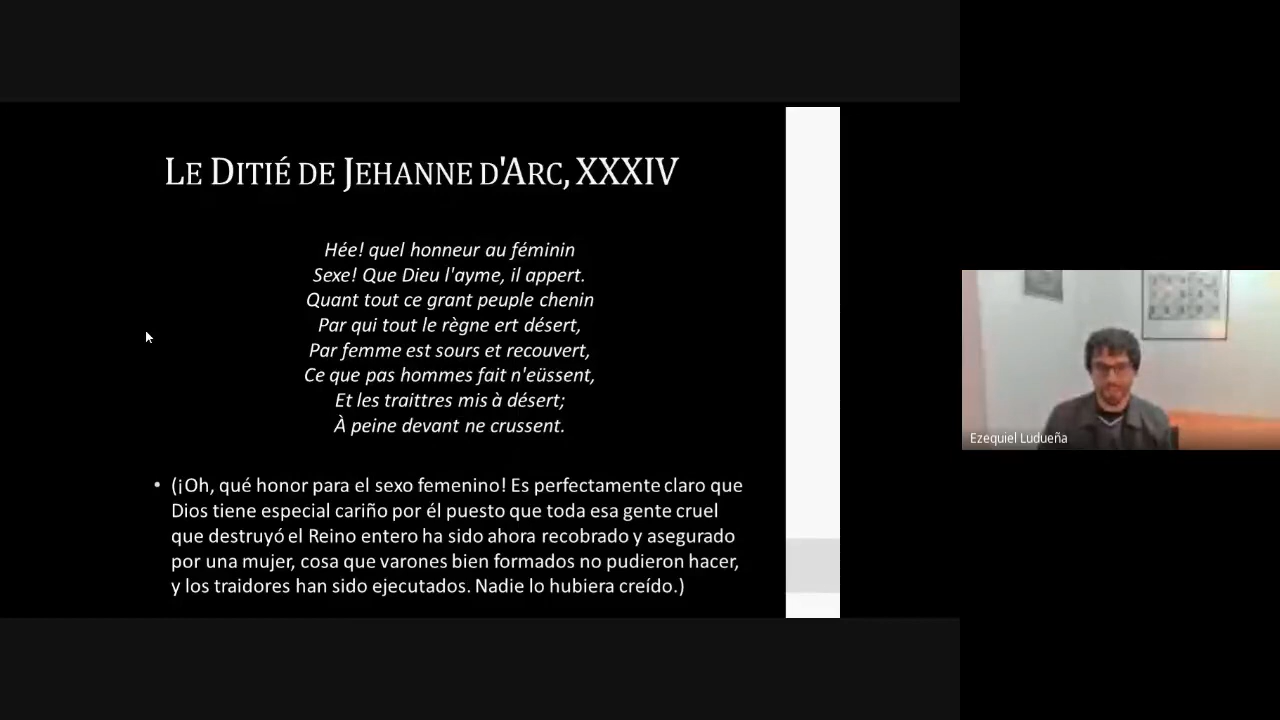 LE DITIÉ DE JEHANNE D'ARC, XXXIV
Hée! quel honneur au féminin
Sexe! Que Dieu l'ayme, il appert.
Quant tout ce grant peuple chenin
Par qui tout le règne ert désert,
Par femme est sours et recouvert,
Ce que pas hommes fait n'eüssent,
Et les traittres mis à désert;
À peine devant ne crussent.
• (¡Oh, qué honor para el sexo femenino! Es perfectamente claro que
Dios tiene especial cariño por él puesto que toda esa gente cruel
que destruyó el Reino entero ha sido ahora recobrado y asegurado
por una mujer, cosa que varones bien formados no pudieron hacer,
y los traidores han sido ejecutados. Nadie lo hubiera creído.)
Ezequiel Ludueña